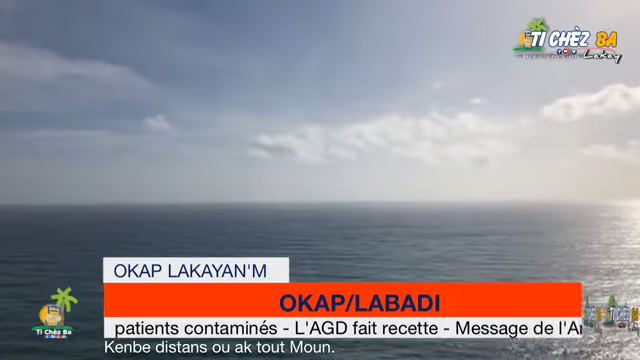 TI CHÈZ BA
Lakay
OKAP LAKAYAN'M
OKAP/LABADI
patients contaminés - L'AGD fait recette - Message de l'A
Kenbe distans ou ak tout Moun.
Ti Chèz Ba